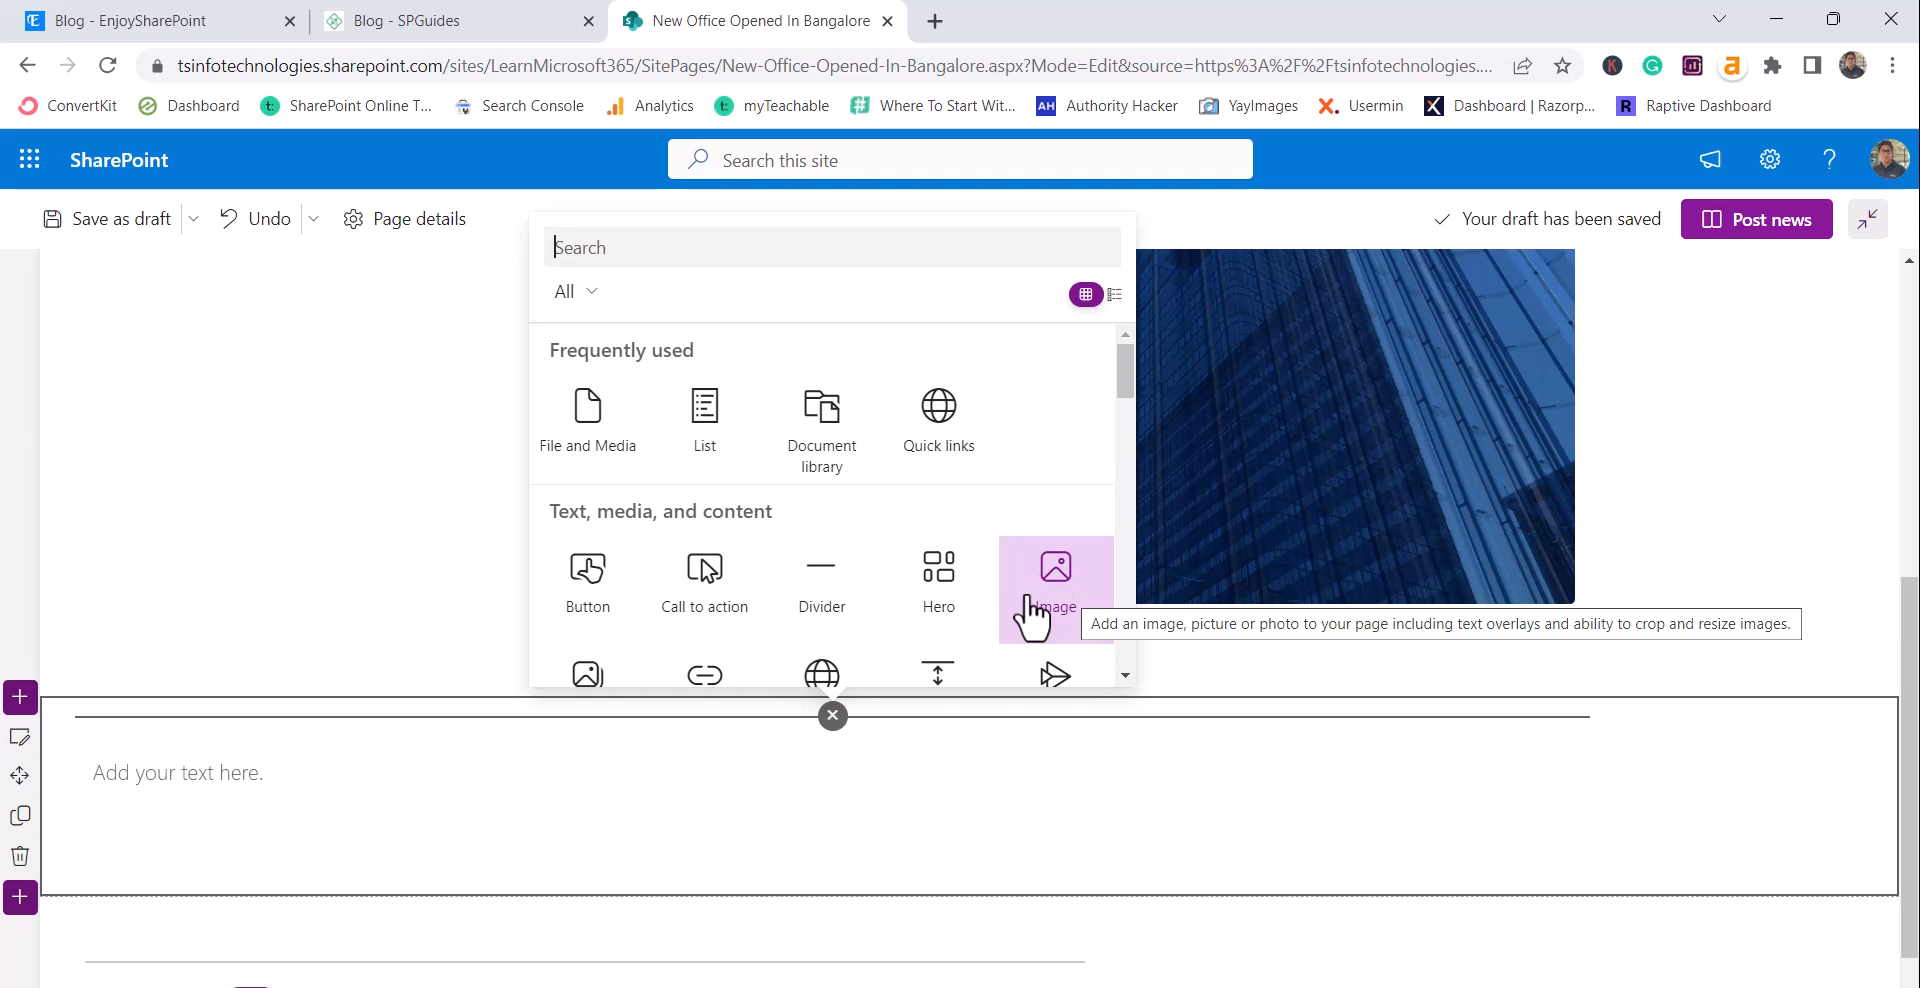 Blog - EnjoySharePoint
Blog - SPGuides
New Office Opened In Bangalore
tsinfotechnologies.sharepoint.com/sites/LearnMicrosoft365/SitePages/New-Office-Opened-In-Bangalore.aspx?Mode=Edit&source=https%3A%2F%2Ftsinfotechnologies....
ConvertKit
Dashboard
SharePoint Online T...
Search Console
Analytics
myTeachable
Where To Start Wit...
AH Authority Hacker
YayImages
Usermin
Dashboard | Razorp...
R Raptive Dashboard
SharePoint
Search this site
Save as draft
Undo
Page details
Your draft has been saved
Post news
Search
All
Frequently used
File and Media
List
Document
library
Quick links
Text, media, and content
Button
Call to action
Divider
Hero
Image
Add an image, picture or photo to your page including text overlays and ability to crop and resize images.
Add your text here.